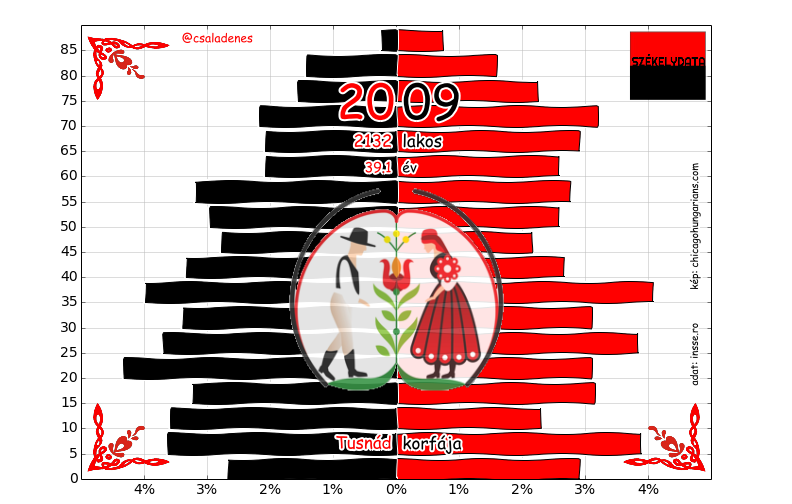 @csaladenes
SZÉKELYDATA
2009
2132 lakos
39.1 év
Tusnád korfája
kép: chicagohungarians.com
adat: insse.ro
85
80
75
70
65
60
55
50
45
40
35
30
25
20
15
10
5
0
4% 3% 2% 1% 0% 1% 2% 3% 4%